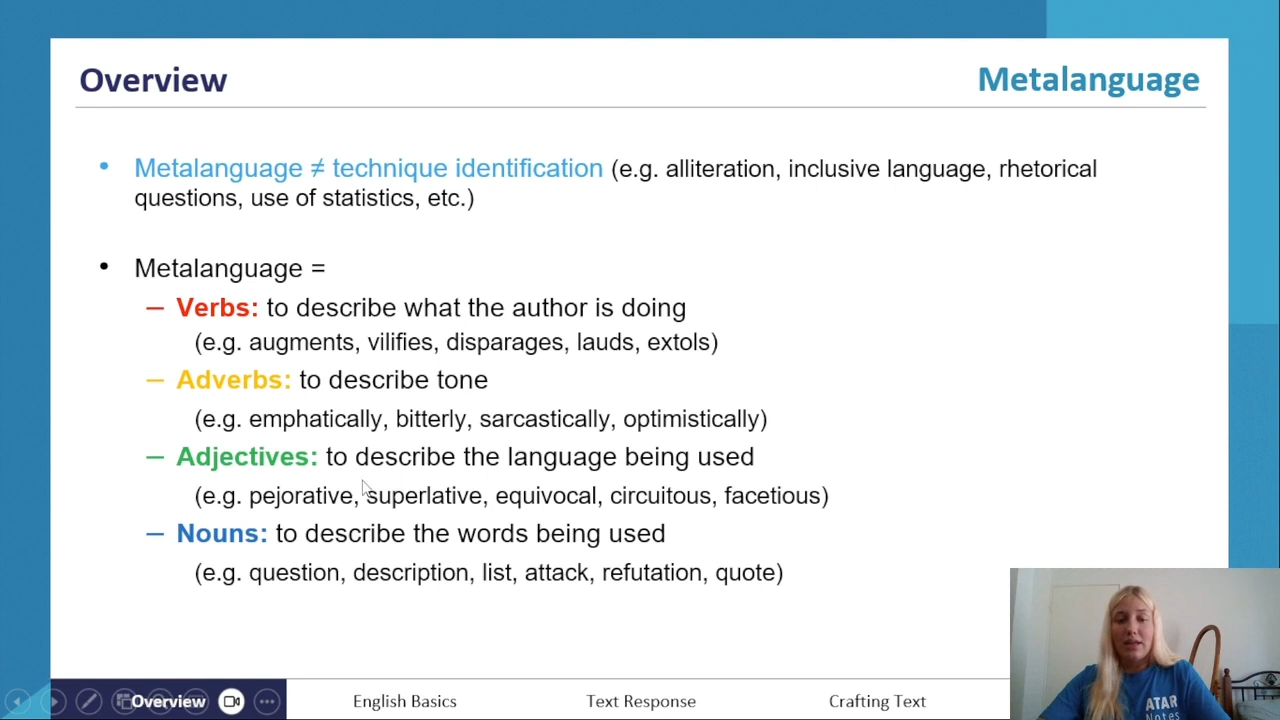 Overview
Metalanguage
• Metalanguage ≠ technique identification (e.g. alliteration, inclusive language, rhetorical
questions, use of statistics, etc.)
• Metalanguage =
– Verbs: to describe what the author is doing
(e.g. augments, vilifies, disparages, lauds, extols)
– Adverbs: to describe tone
(e.g. emphatically, bitterly, sarcastically, optimistically)
– Adjectives: to describe the language being used
(e.g. pejorative, superlative, equivocal, circuitous, facetious)
– Nouns: to describe the words being used
(e.g. question, description, list, attack, refutation, quote)
Overview
English Basics
Text Response
Crafting Text
ATAR
Notes